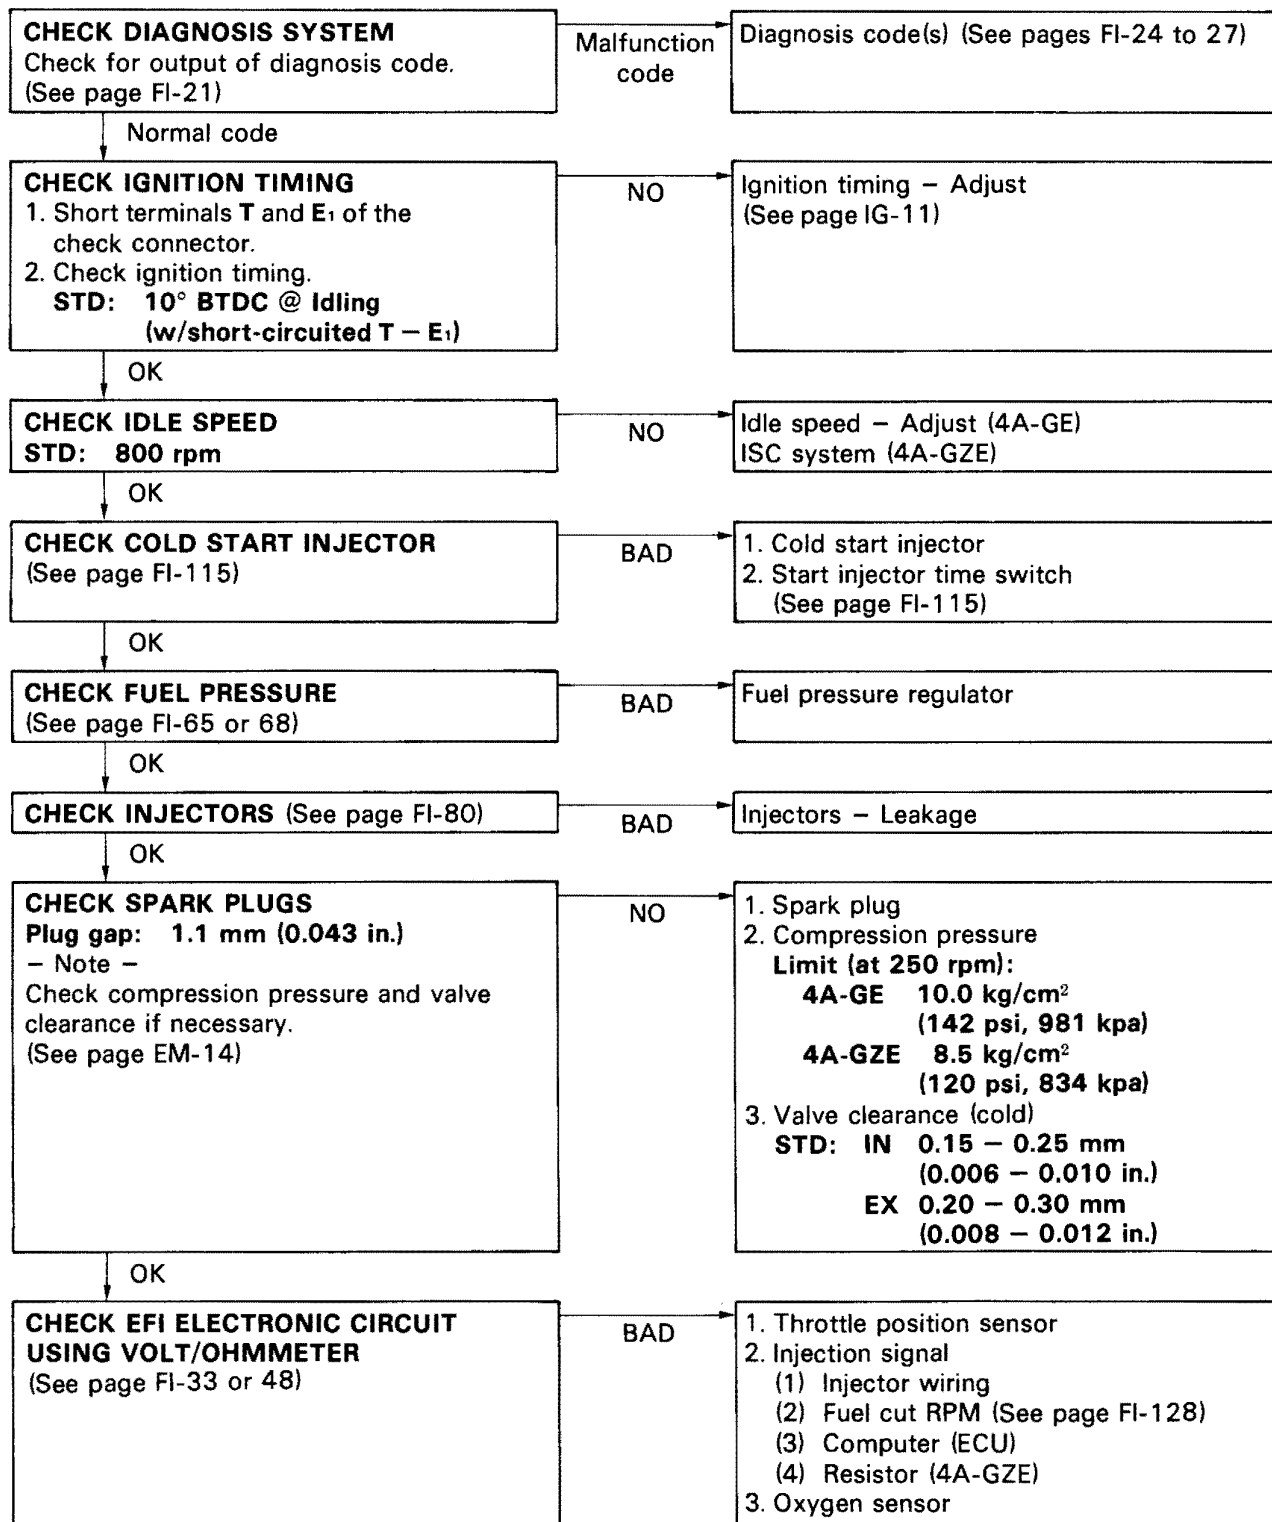 CHECK DIAGNOSIS SYSTEM
Check for output of diagnosis code.
(See page FI-21)
Malfunction
code
Diagnosis code(s) (See pages FI-24 to 27)
Normal code
CHECK IGNITION TIMING
1. Short terminals T and E₁ of the
check connector.
2. Check ignition timing.
STD: 10° BTDC @ Idling
(w/short-circuited T – E₁)
NO
Ignition timing – Adjust
(See page IG-11)
OK
CHECK IDLE SPEED
STD: 800 rpm
NO
Idle speed – Adjust (4A-GE)
ISC system (4A-GZE)
OK
CHECK COLD START INJECTOR
(See page FI-115)
BAD
1. Cold start injector
2. Start injector time switch
(See page FI-115)
OK
CHECK FUEL PRESSURE
(See page FI-65 or 68)
BAD
Fuel pressure regulator
OK
CHECK INJECTORS (See page FI-80)
BAD
Injectors – Leakage
OK
CHECK SPARK PLUGS
Plug gap: 1.1 mm (0.043 in.)
– Note –
Check compression pressure and valve
clearance if necessary.
(See page EM-14)
NO
1. Spark plug
2. Compression pressure
Limit (at 250 rpm):
4A-GE 10.0 kg/cm²
(142 psi, 981 kpa)
4A-GZE 8.5 kg/cm²
(120 psi, 834 kpa)
3. Valve clearance (cold)
STD: IN 0.15 – 0.25 mm
(0.006 – 0.010 in.)
EX 0.20 – 0.30 mm
(0.008 – 0.012 in.)
OK
CHECK EFI ELECTRONIC CIRCUIT
USING VOLT/OHMMETER
(See page FI-33 or 48)
BAD
1. Throttle position sensor
2. Injection signal
(1) Injector wiring
(2) Fuel cut RPM (See page FI-128)
(3) Computer (ECU)
(4) Resistor (4A-GZE)
3. Oxygen sensor